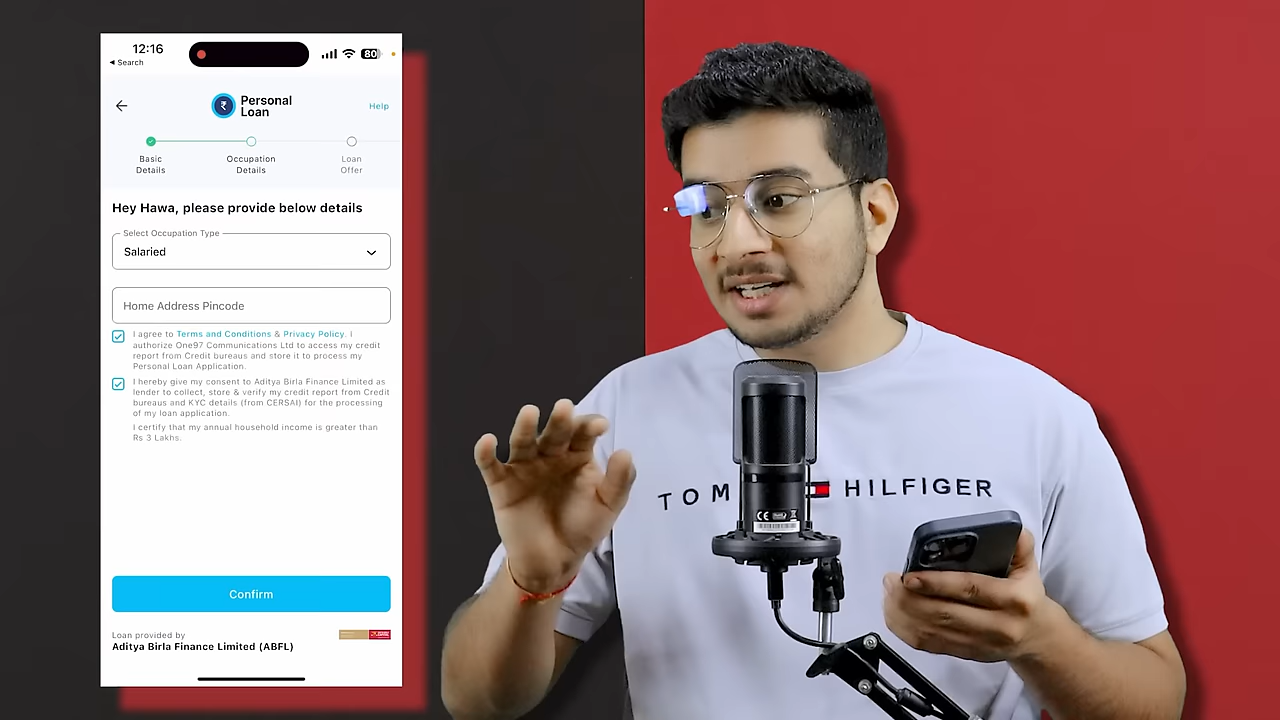 12:16
80
Search
Personal
Loan
Help
Basic
Details
Occupation
Details
Loan
Offer
Hey Hawa, please provide below details
Select Occupation Type
Salaried
Home Address Pincode
I agree to Terms and Conditions & Privacy Policy. I
authorize One97 Communications Ltd to access my credit
report from Credit bureaus and store it to process my
Personal Loan Application.
I hereby give my consent to Aditya Birla Finance Limited as
lender to collect, store & verify my credit report from Credit
bureaus and KYC details (from CERSAI) for the processing
of my loan application.
I certify that my annual household income is greater than
Rs 3 Lakhs.
Confirm
Loan provided by
Aditya Birla Finance Limited (ABFL)
TOM HILFIGER
CE